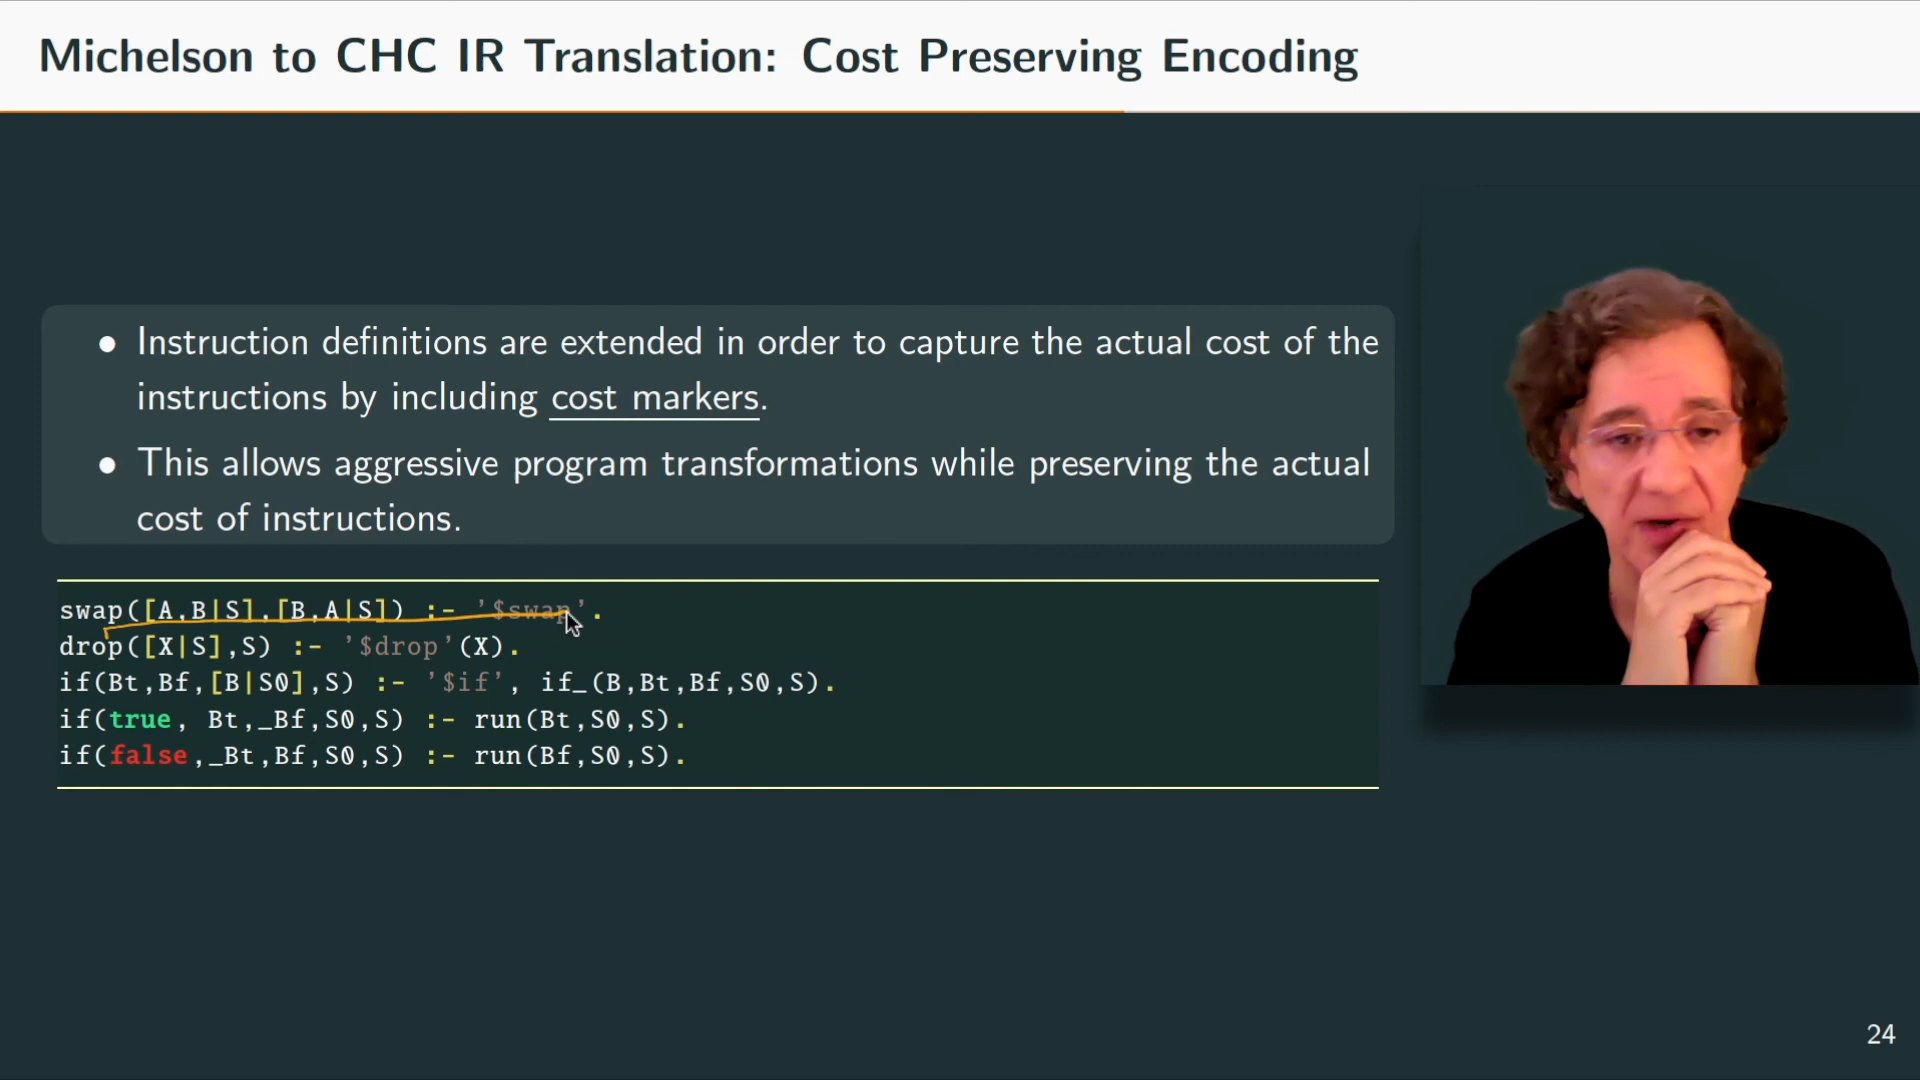 Michelson to CHC IR Translation: Cost Preserving Encoding
● Instruction definitions are extended in order to capture the actual cost of the
instructions by including cost markers.
● This allows aggressive program transformations while preserving the actual
cost of instructions.
swap([A,B|S],[B,A|S]) :- '$swap'.
drop([X|S],S) :- '$drop'(X).
if(Bt,Bf,[B|S0],S) :- '$if', if_(B,Bt,Bf,S0,S).
if(true, Bt,_Bf,S0,S) :- run(Bt,S0,S).
if(false,_Bt,Bf,S0,S) :- run(Bf,S0,S).
24